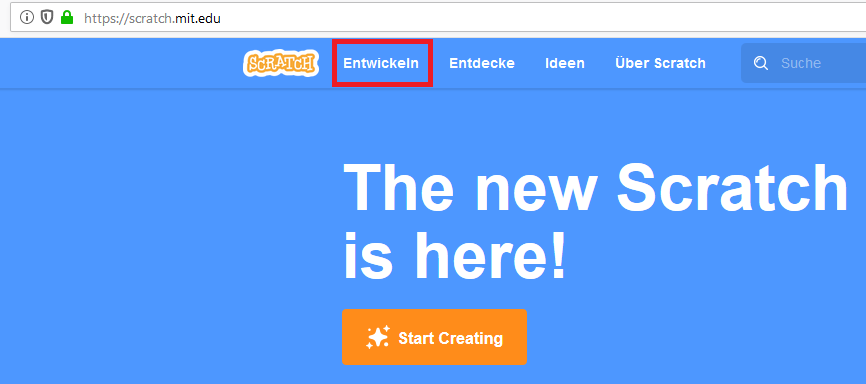 https://scratch.mit.edu
SCRATCH Entwickeln Entdecke Ideen Über Scratch Suche
The new Scratch
is here!
Start Creating